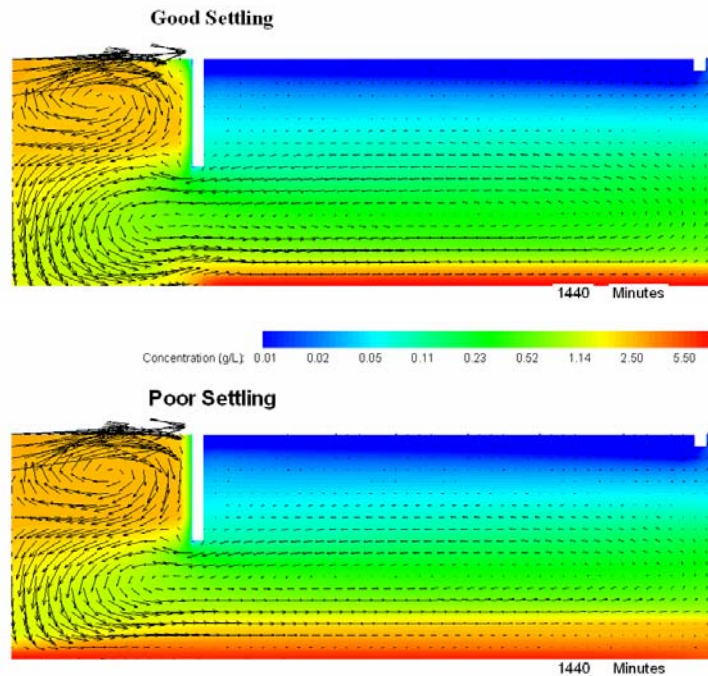 Good Settling
1440 Minutes
Concentration (g/L): 0.01 0.02 0.05 0.11 0.23 0.52 1.14 2.50 5.50
Poor Settling
1440 Minutes